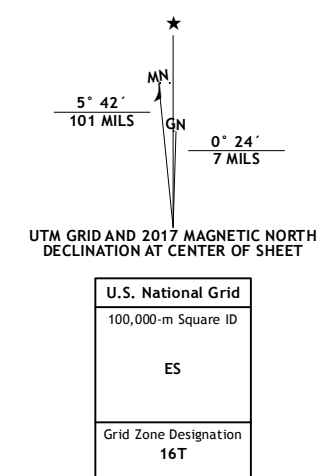 ★
MN
5° 42´
101 MILS
GN
0° 24´
7 MILS
UTM GRID AND 2017 MAGNETIC NORTH
DECLINATION AT CENTER OF SHEET
U.S. National Grid
100,000-m Square ID
ES
Grid Zone Designation
16T